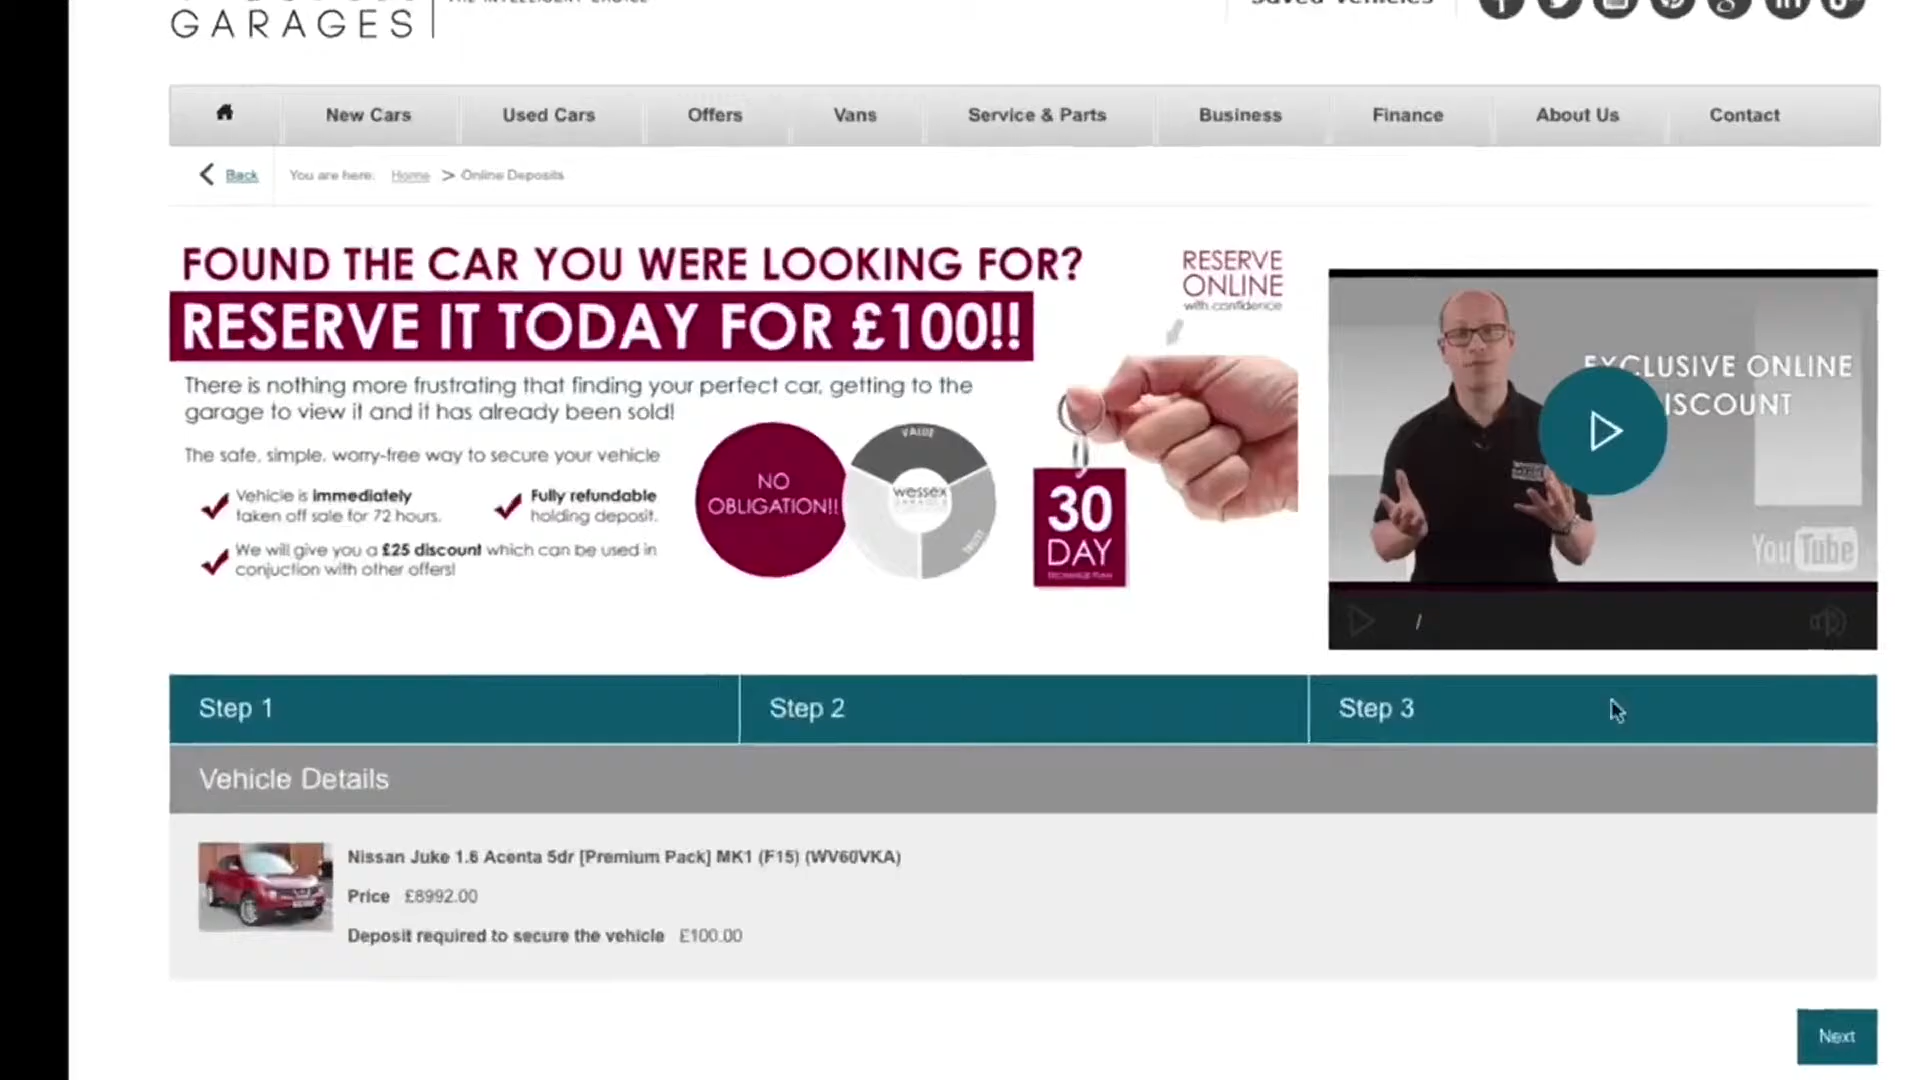 GARAGES
New Cars
Used Cars
Offers
Vans
Service & Parts
Business
Finance
About Us
Contact
Back
You are here: Home > Online Deposits
FOUND THE CAR YOU WERE LOOKING FOR?
RESERVE IT TODAY FOR £100!!
There is nothing more frustrating that finding your perfect car, getting to the
garage to view it and it has already been sold!
The safe, simple, worry-free way to secure your vehicle
Vehicle is immediately
taken off sale for 72 hours.
Fully refundable
holding deposit.
We will give you a £25 discount which can be used in
conjuction with other offers!
NO
OBLIGATION!!
VALUE
wessex
GARAGES
TRUST
RESERVE
ONLINE
with confidence
30
DAY
EXCHANGE PLAN
EXCLUSIVE ONLINE
ISCOUNT
YouTube
/
Step 1
Step 2
Step 3
Vehicle Details
Nissan Juke 1.6 Acenta 5dr [Premium Pack] MK1 (F15) (WV60VKA)
Price £8992.00
Deposit required to secure the vehicle £100.00
Next